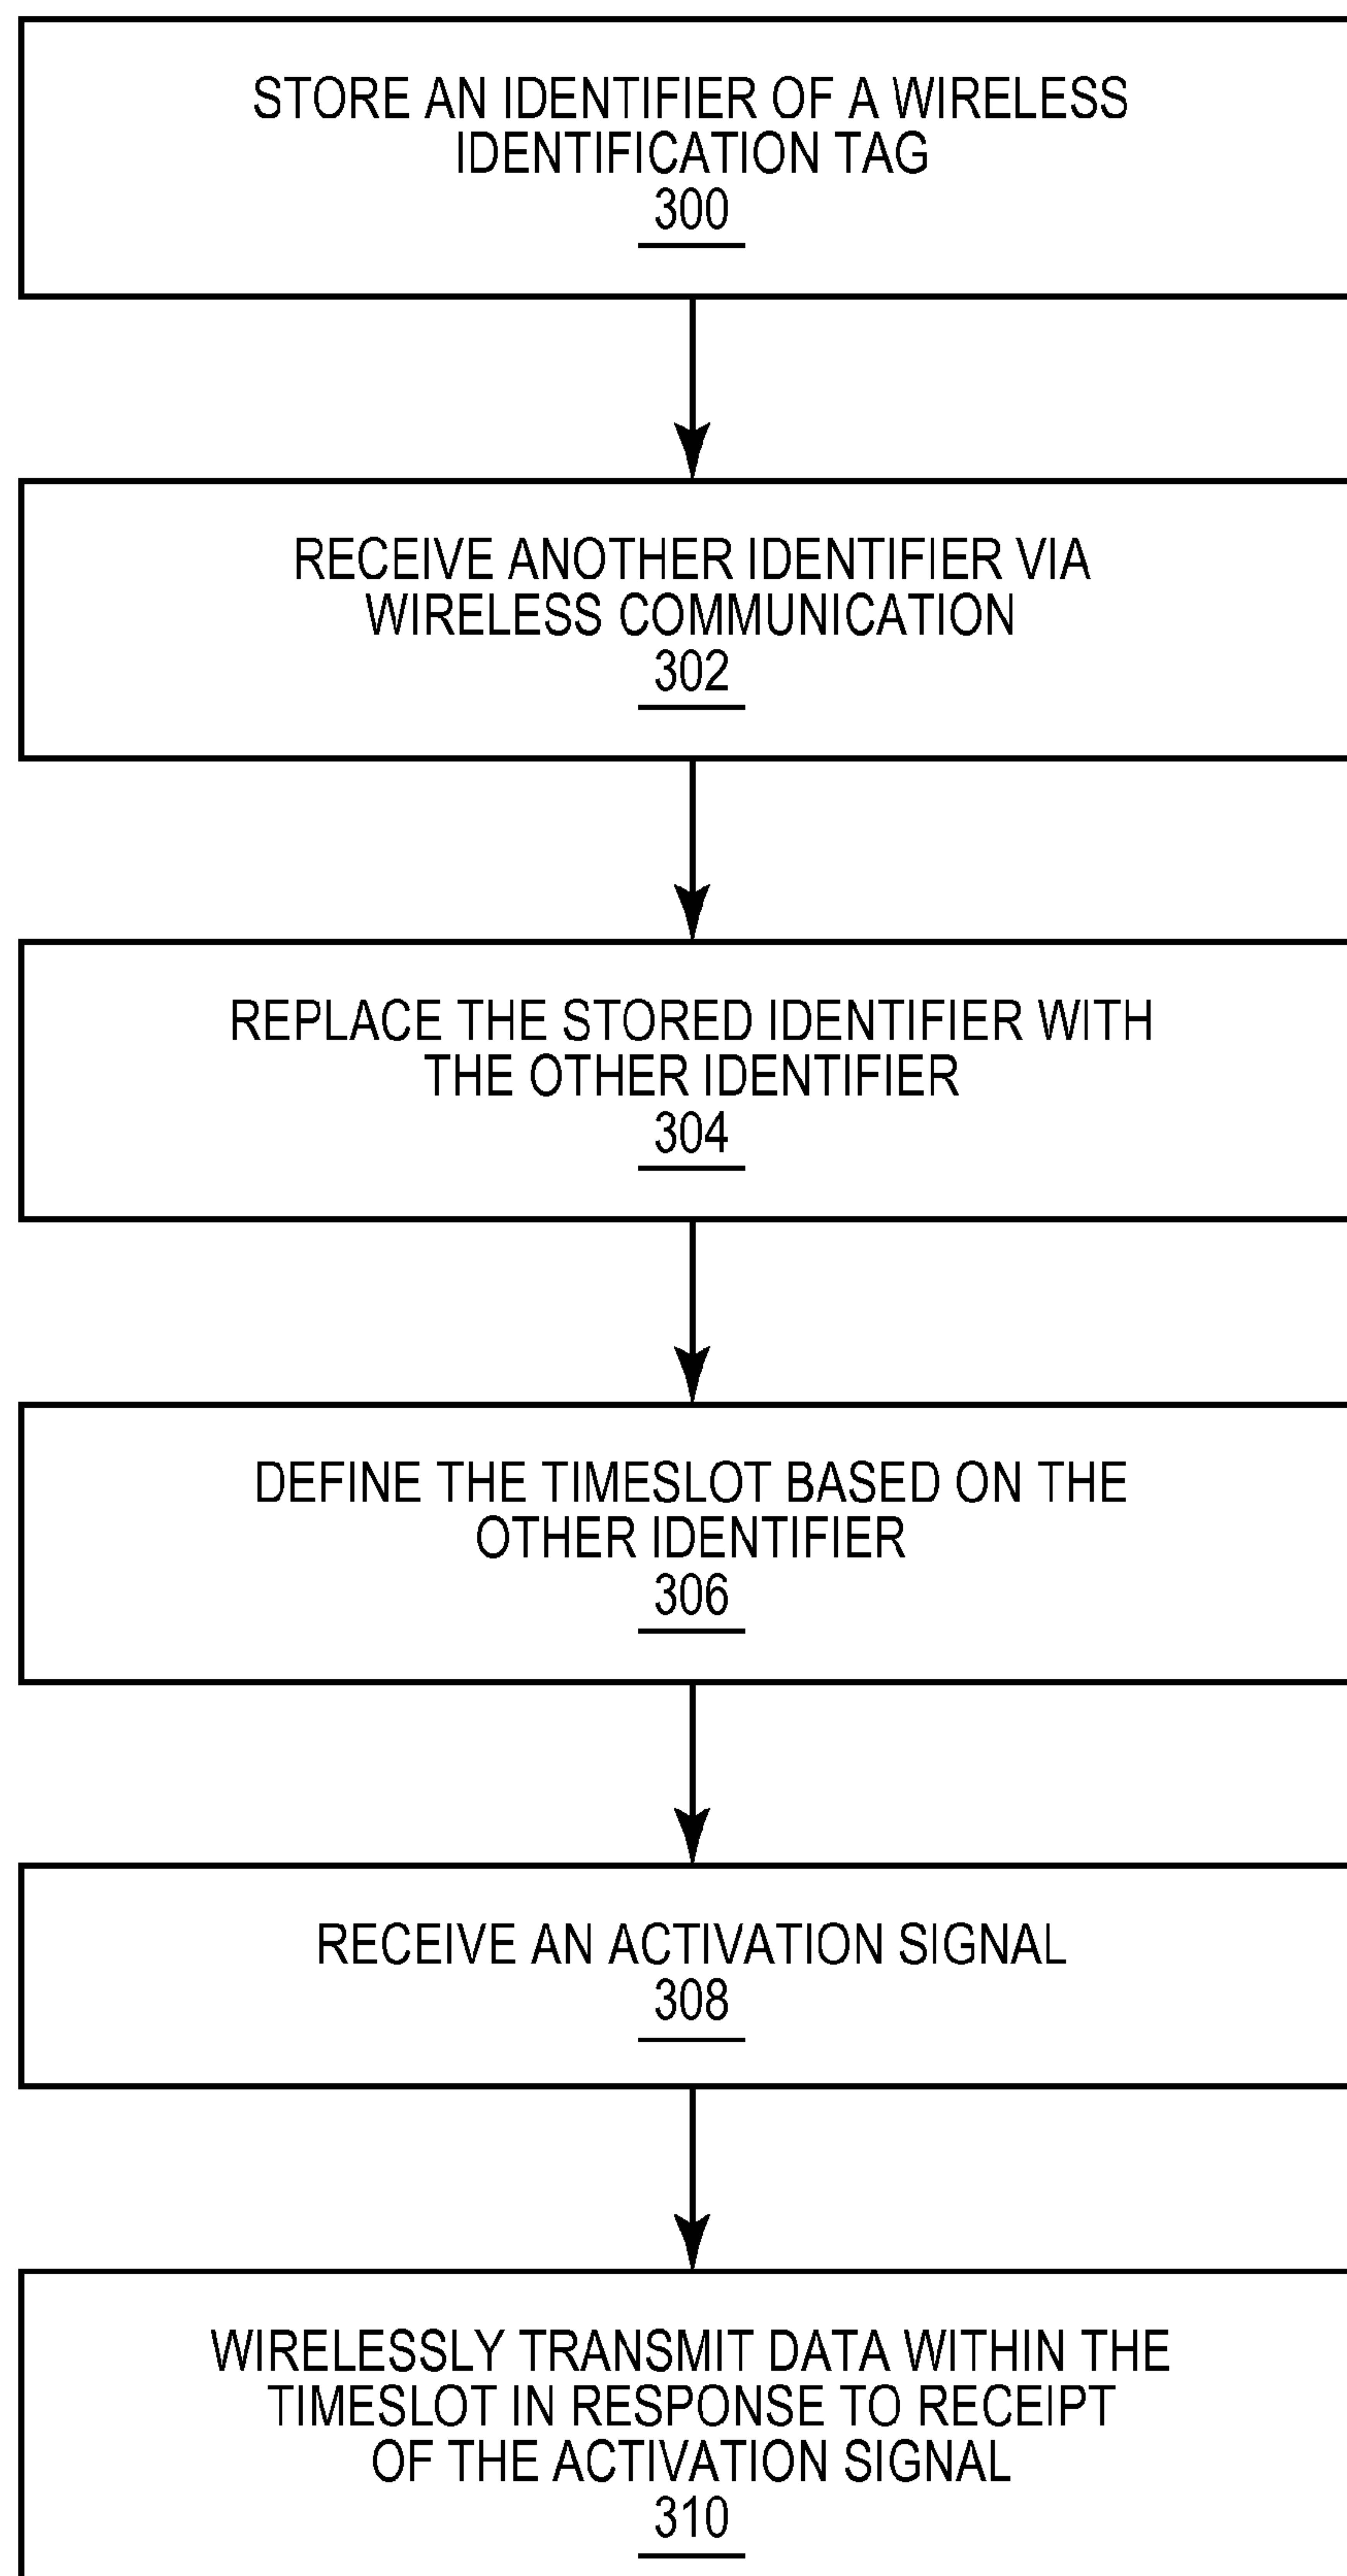 STORE AN IDENTIFIER OF A WIRELESS
IDENTIFICATION TAG
300
RECEIVE ANOTHER IDENTIFIER VIA
WIRELESS COMMUNICATION
302
REPLACE THE STORED IDENTIFIER WITH
THE OTHER IDENTIFIER
304
DEFINE THE TIMESLOT BASED ON THE
OTHER IDENTIFIER
306
RECEIVE AN ACTIVATION SIGNAL
308
WIRELESSLY TRANSMIT DATA WITHIN THE
TIMESLOT IN RESPONSE TO RECEIPT
OF THE ACTIVATION SIGNAL
310